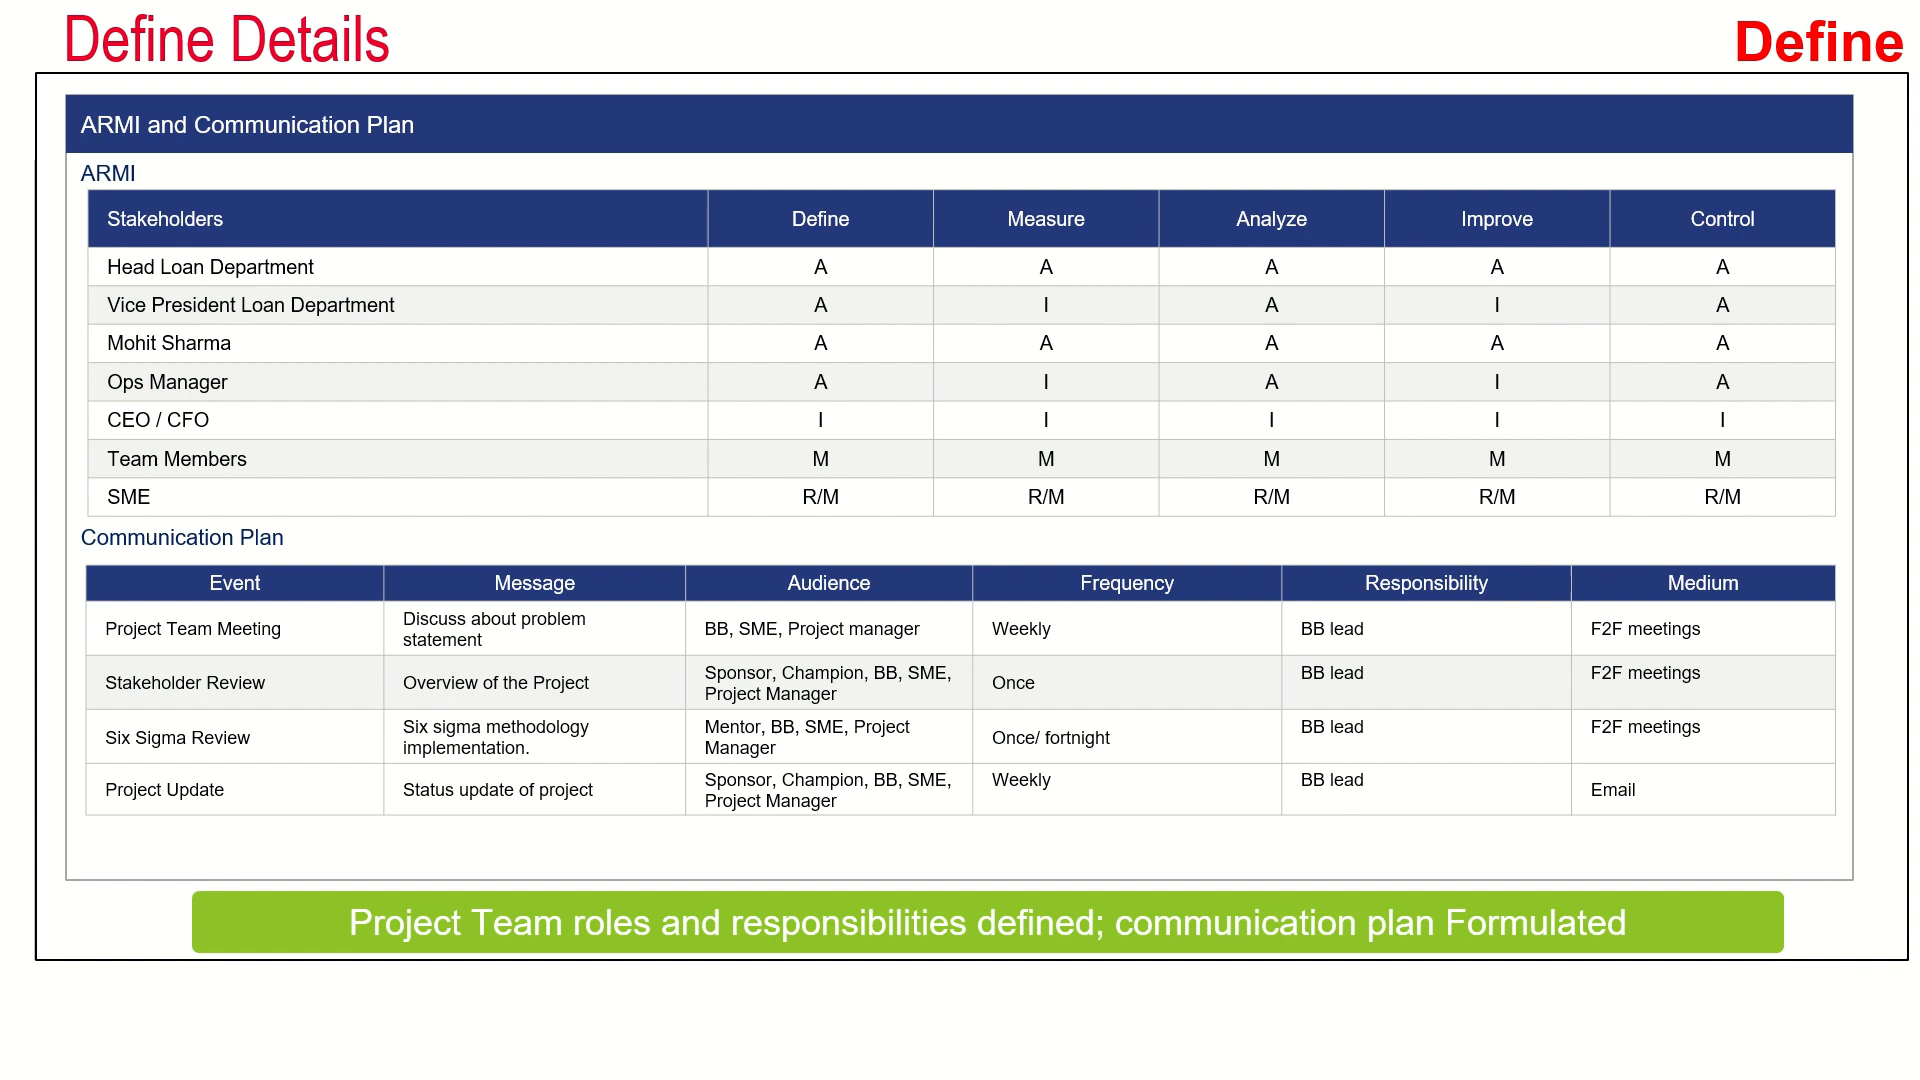 Define Details
Define
ARMI and Communication Plan
ARMI
Stakeholders Define Measure Analyze Improve Control
Head Loan Department A A A A A
Vice President Loan Department A I A I A
Mohit Sharma A A A A A
Ops Manager A I A I A
CEO / CFO I I I I I
Team Members M M M M M
SME R/M R/M R/M R/M R/M
Communication Plan
Event Message Audience Frequency Responsibility Medium
Project Team Meeting
Discuss about problem
statement
BB, SME, Project manager
Weekly
BB lead
F2F meetings
Stakeholder Review
Overview of the Project
Sponsor, Champion, BB, SME,
Project Manager
Once
BB lead
F2F meetings
Six Sigma Review
Six sigma methodology
implementation.
Mentor, BB, SME, Project
Manager
Once/ fortnight
BB lead
F2F meetings
Project Update
Status update of project
Sponsor, Champion, BB, SME,
Project Manager
Weekly
BB lead
Email
Project Team roles and responsibilities defined; communication plan Formulated